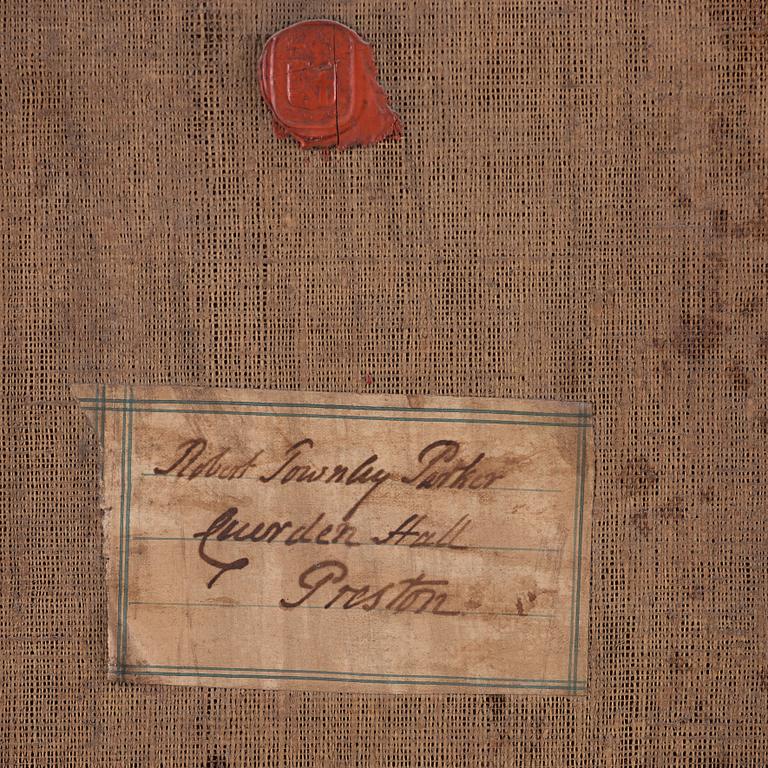 Robert Townley Parker
Cuerden Hall
Preston